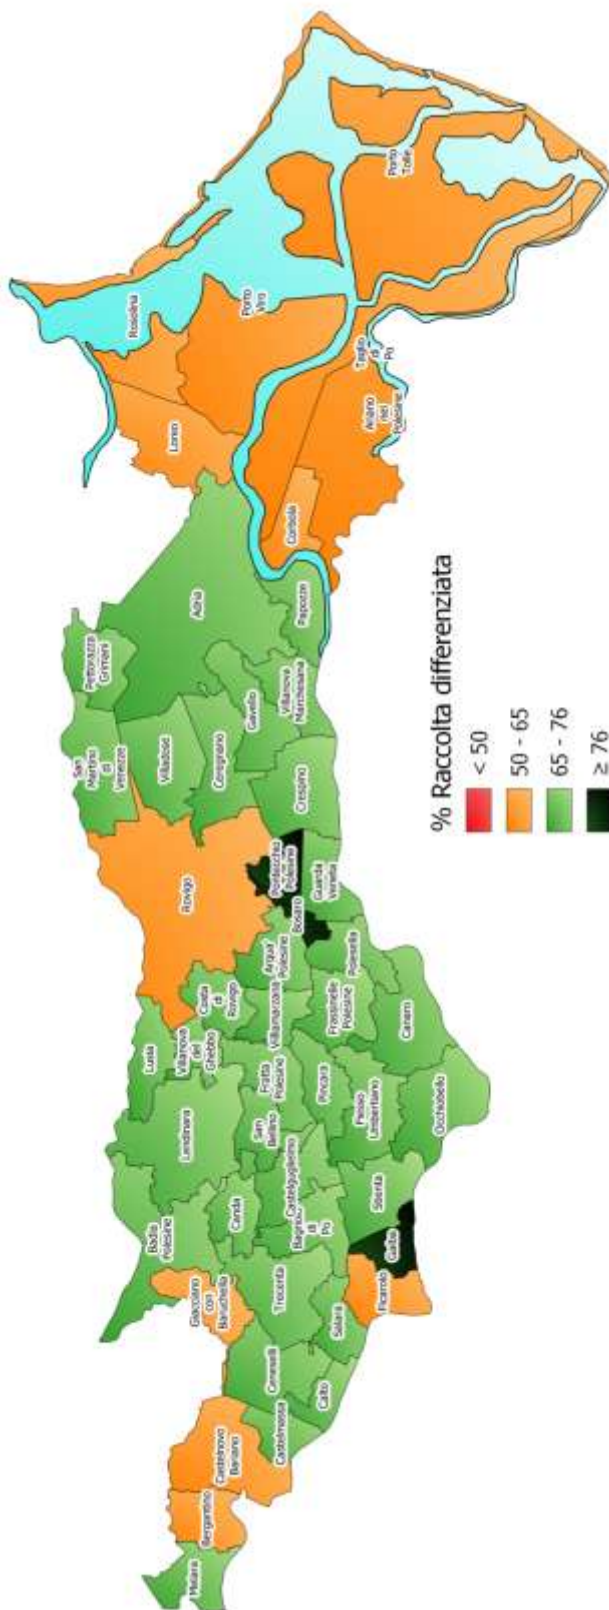 Melara
Bergantino
Castelnovo
Bariano
Castelmassa
Ceneselli
Calto
Salara
Giacciano
con
Baruchella
Trecenta
Badia
Polesine
Canda
Bagnolo
di
Po
Ficarolo
Gaiba
Stienta
Castelguglielmo
San
Bellino
Lendinara
Lusia
Villanova
del
Ghebbo
Fratta
Polesine
Pincara
Fiesso
Umbertiano
Occhiobello
Canaro
Frassinelle
Polesine
Villamarzana
Costa
di
Rovigo
Arquà
Polesine
Polesella
Bosaro
Guarda
Veneta
Pontecchio
Polesine
Rovigo
Crespino
Ceregnano
Villadose
San
Martino
di
Venezze
Gavello
Villanova
Marchesana
Pettorazza
Grimani
Adria
Papozze
Corbola
Loreo
Rosolina
Porto
Viro
Ariano
nel
Polesine
Taglio
di
Po
Porto
Tolle
% Raccolta differenziata
< 50
50 - 65
65 - 76
≥ 76